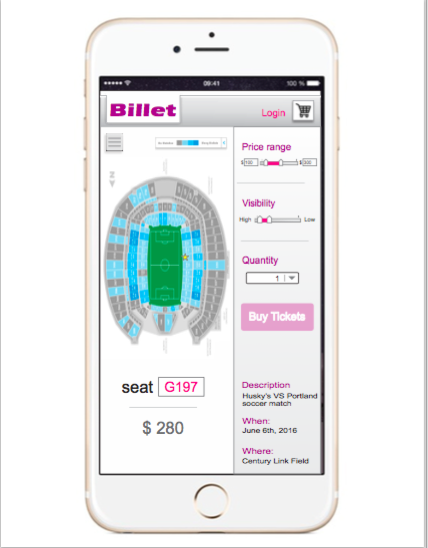 09:41
100 %
Billet
Login
Price range
$100
$300
Visibility
High
Low
Quantity
1
Buy Tickets
seat G197
$ 280
Description
Husky's VS Portland
soccer match
When:
June 6th, 2016
Where:
Century Link Field